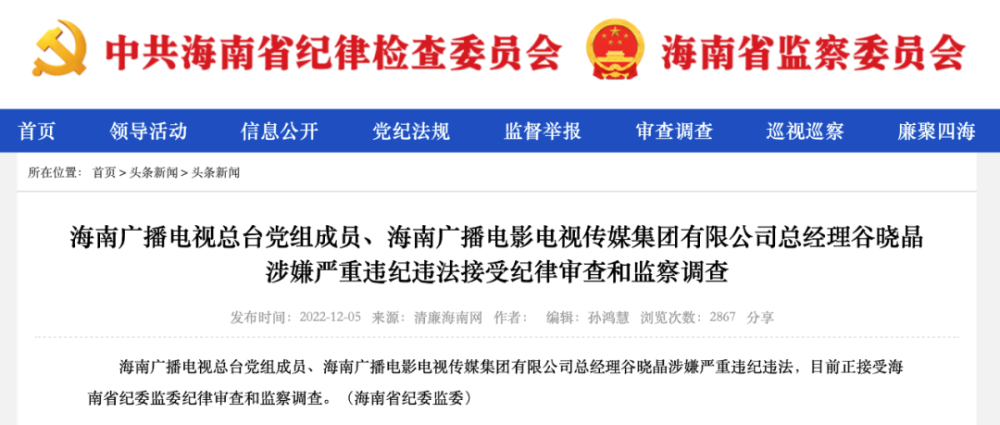 中共海南省纪律检查委员会 海南省监察委员会
首页 领导活动 信息公开 党纪法规 监督举报 审查调查 巡视巡察 廉聚四海
所在位置： 首页 > 头条新闻 > 头条新闻
海南广播电视总台党组成员、海南广播电影电视传媒集团有限公司总经理谷晓晶
涉嫌严重违纪违法接受纪律审查和监察调查
发布时间：2022-12-05 来源：清廉海南网 作者： 编辑：孙鸿慧 浏览次数：2867 分享
海南广播电视总台党组成员、海南广播电影电视传媒集团有限公司总经理谷晓晶涉嫌严重违纪违法，目前正接受海
南省纪委监委纪律审查和监察调查。（海南省纪委监委）